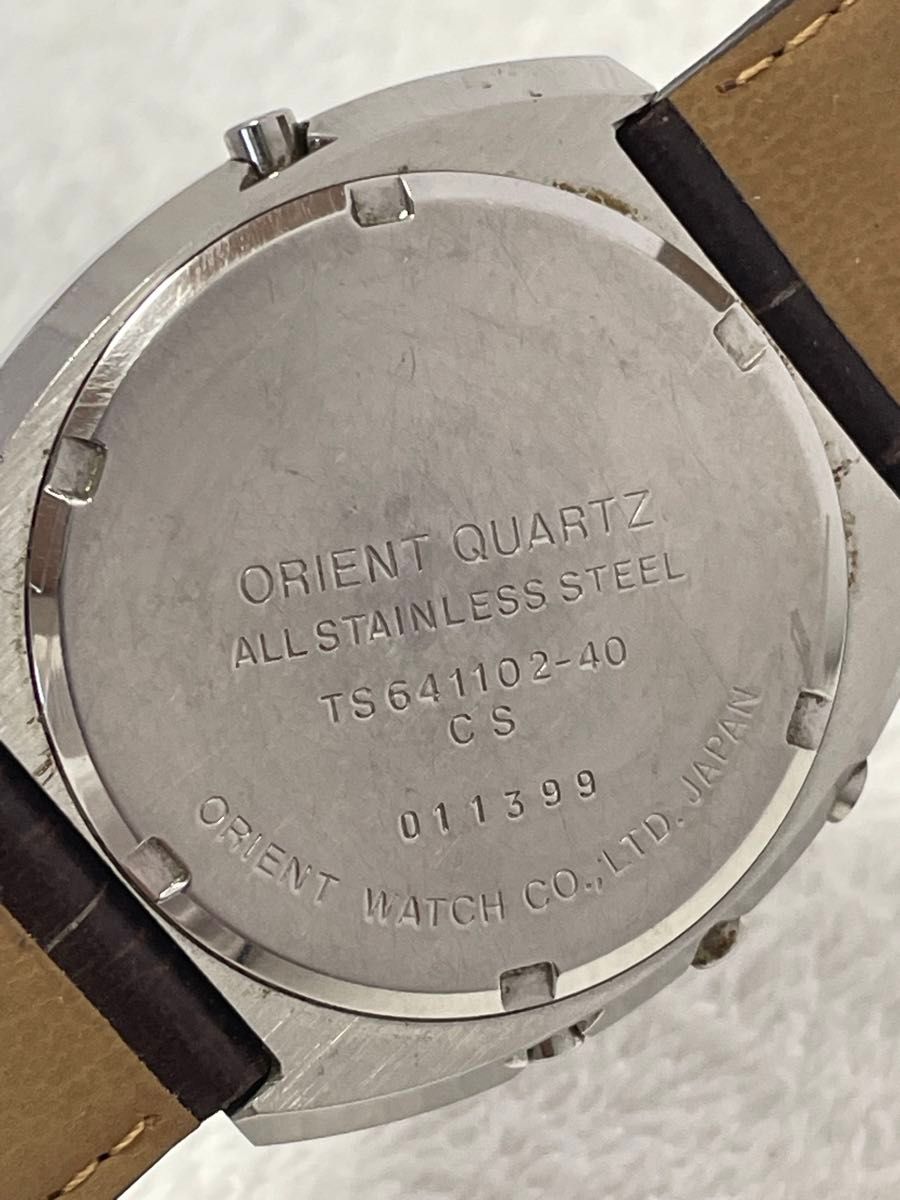 ORIENT QUARTZ
ALL STAINLESS STEEL
TS641102-40
CS
011399
ORIENT WATCH CO.,LTD. JAPAN